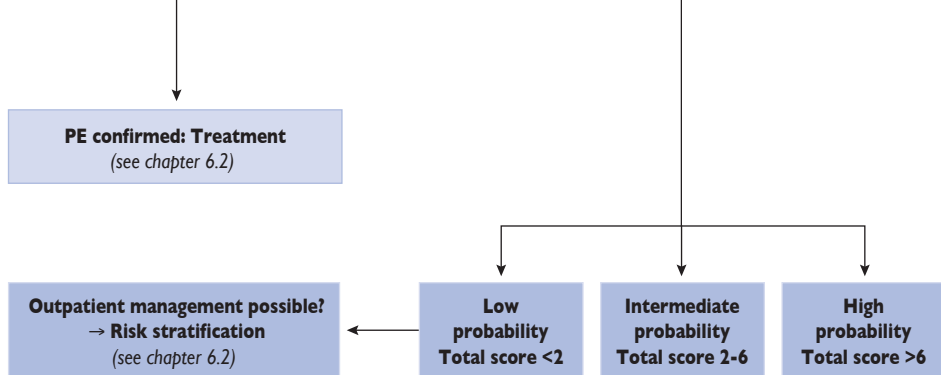 PE confirmed: Treatment
(see chapter 6.2)
Outpatient management possible?
→ Risk stratification
(see chapter 6.2)
Low
probability
Total score <2
Intermediate
probability
Total score 2-6
High
probability
Total score >6